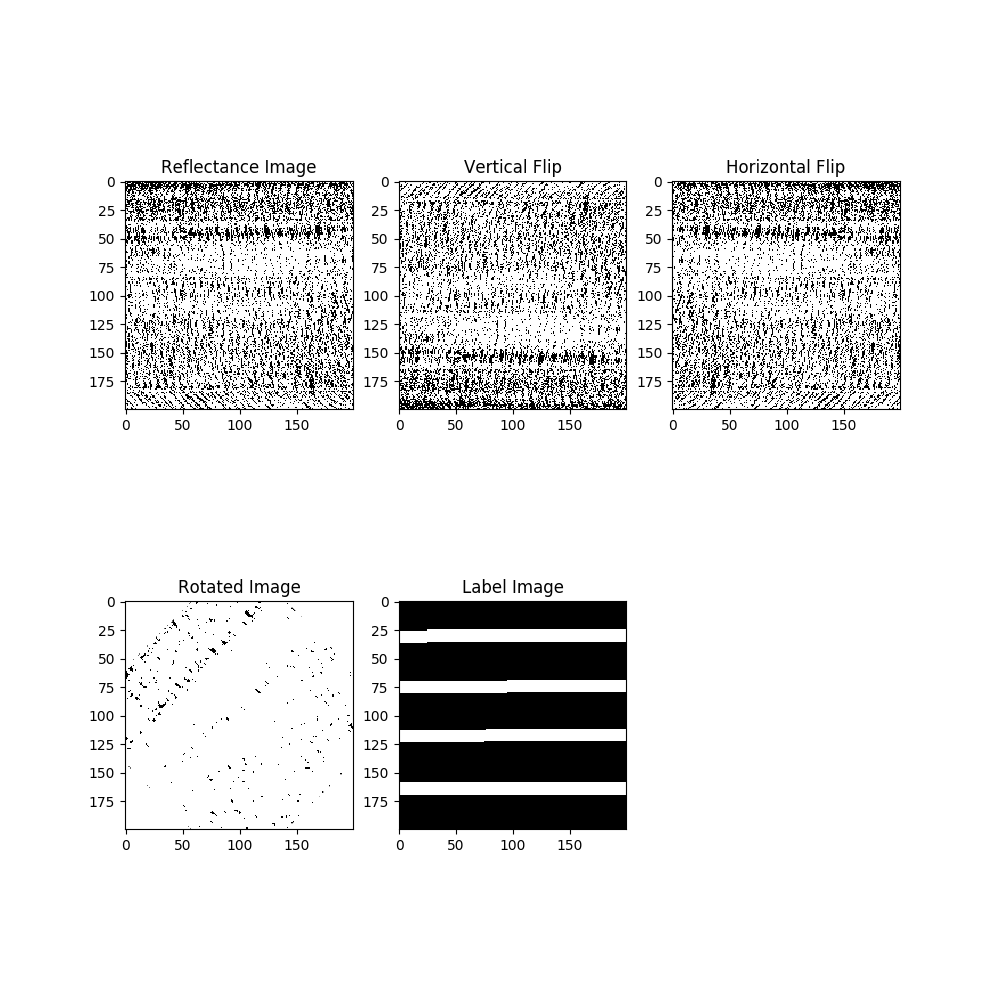 Reflectance Image Vertical Flip Horizontal Flip
0 0 0
25 25 25
50 50 50
75 75 75
100 100 100
125 125 125
150 150 150
175 175 175
0 50 100 150 0 50 100 150 0 50 100 150
Rotated Image Label Image
0 0
25 25
50 50
75 75
100 100
125 125
150 150
175 175
0 50 100 150 0 50 100 150